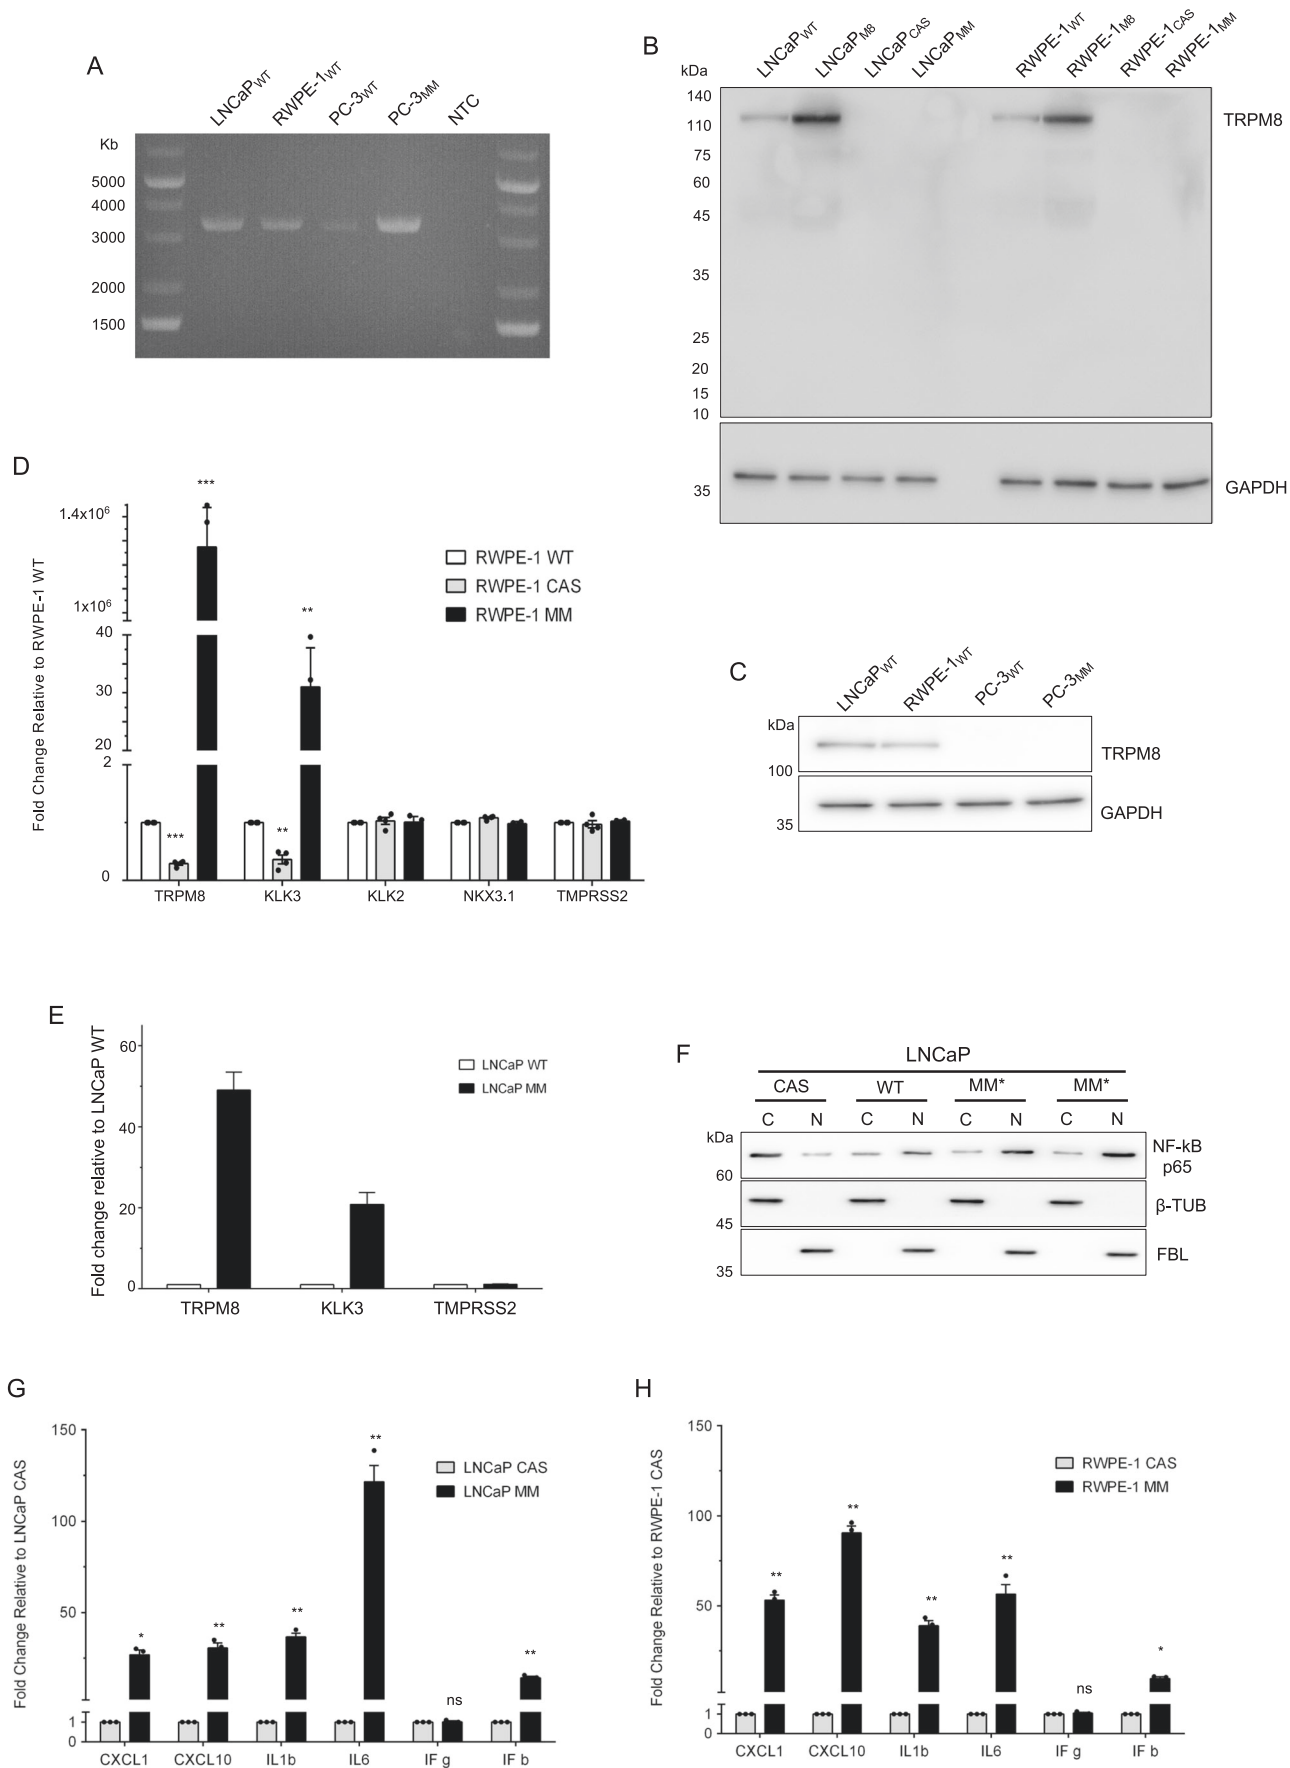 A
LNCaPWT
RWPE-1WT
PC-3WT
PC-3MM
NTC
Kb
5000
4000
3000
2000
1500
B
LNCaPWT
LNCaPM8
LNCaPCAS
LNCaPMM
RWPE-1WT
RWPE-1M8
RWPE-1CAS
RWPE-1MM
kDa
140
110
75
60
45
35
25
20
15
10
TRPM8
35
GAPDH
D
Fold Change Relative to RWPE-1 WT
1.4x10⁶
1x10⁶
40
30
20
2
1
0
***
***
**
**
RWPE-1 WT
RWPE-1 CAS
RWPE-1 MM
TRPM8 KLK3 KLK2 NKX3.1 TMPRSS2
C
LNCaPWT
RWPE-1WT
PC-3WT
PC-3MM
kDa
100
TRPM8
35
GAPDH
E
Fold change relative to LNCaP WT
60
40
20
0
LNCaP WT
LNCaP MM
TRPM8 KLK3 TMPRSS2
F
LNCaP
CAS WT MM* MM*
C N C N C N C N
kDa
60
NF-kB
p65
45
β-TUB
35
FBL
G
Fold Change Relative to LNCaP CAS
150
100
50
1
0
* ** ** ** ns **
LNCaP CAS
LNCaP MM
CXCL1 CXCL10 IL1b IL6 IF g IF b
H
Fold Change Relative to RWPE-1 CAS
150
100
50
1
0
** ** ** ** ns *
RWPE-1 CAS
RWPE-1 MM
CXCL1 CXCL10 IL1b IL6 IF g IF b